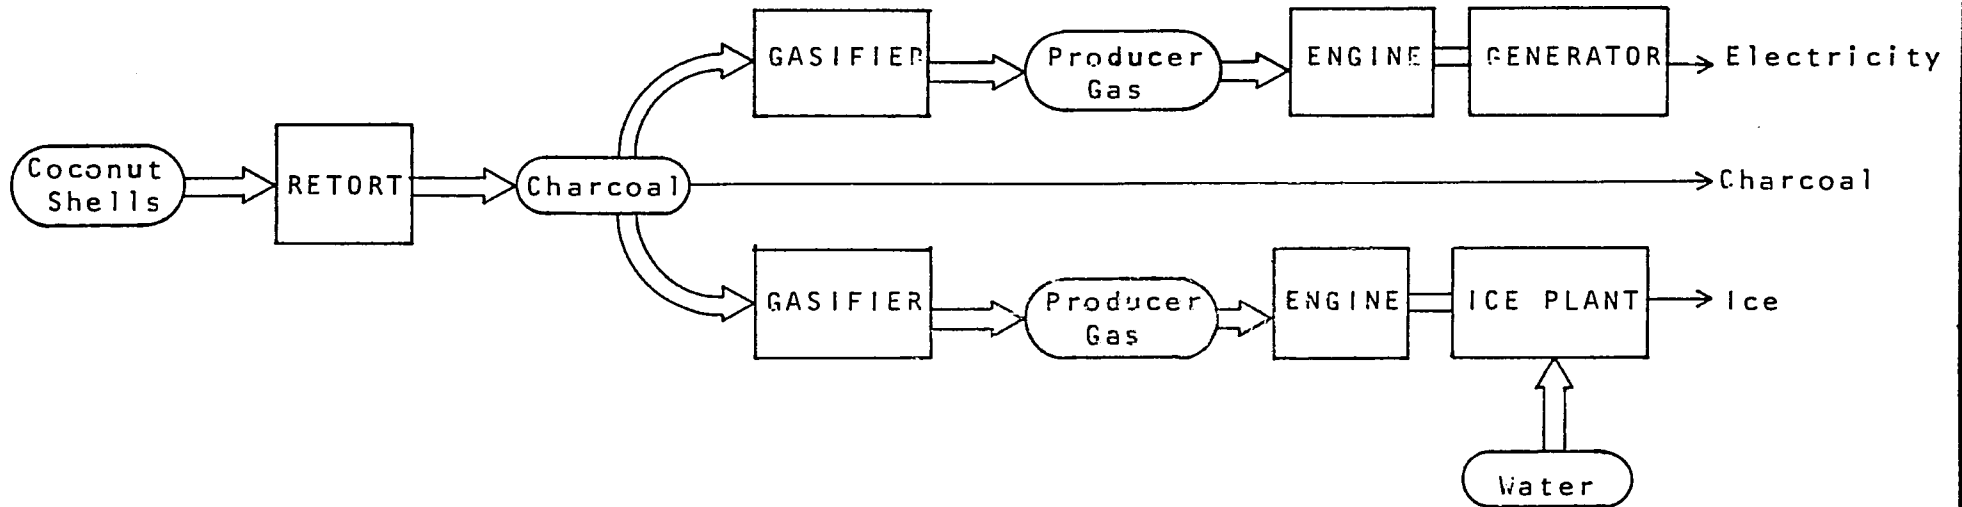 GASIFIER
Producer
Gas
ENGINE
GENERATOR
Electricity
Coconut
Shells
RETORT
Charcoal
Charcoal
GASIFIER
Producer
Gas
ENGINE
ICE PLANT
Ice
Water